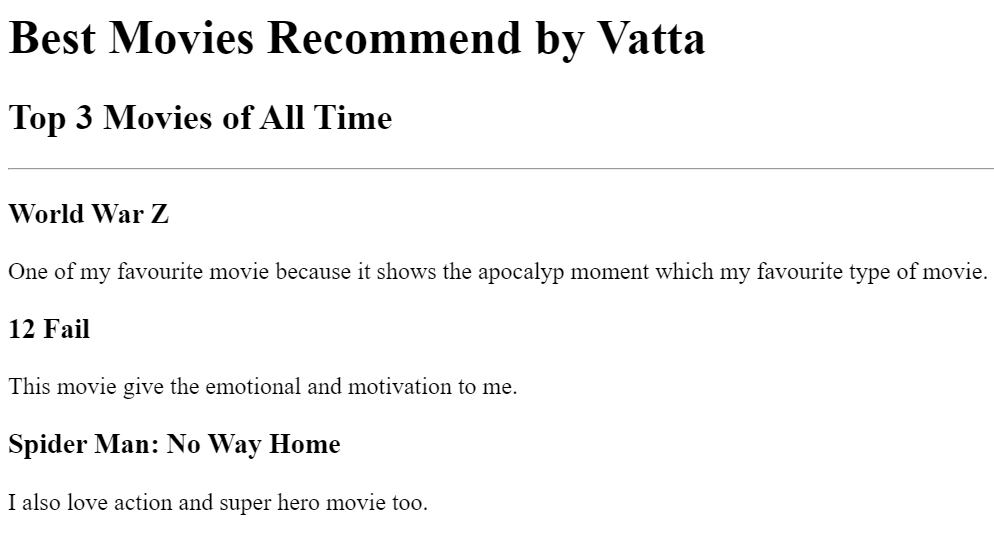 Best Movies Recommend by Vatta
Top 3 Movies of All Time
World War Z
One of my favourite movie because it shows the apocalyp moment which my favourite type of movie.
12 Fail
This movie give the emotional and motivation to me.
Spider Man: No Way Home
I also love action and super hero movie too.